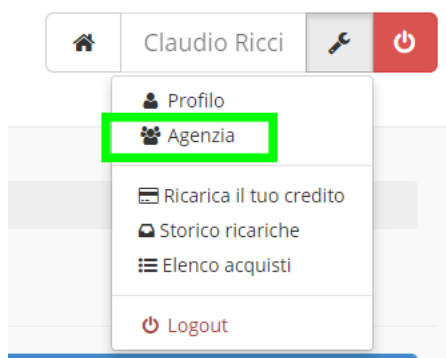 Claudio Ricci
Profilo
Agenzia
Ricarica il tuo credito
Storico ricariche
Elenco acquisti
Logout